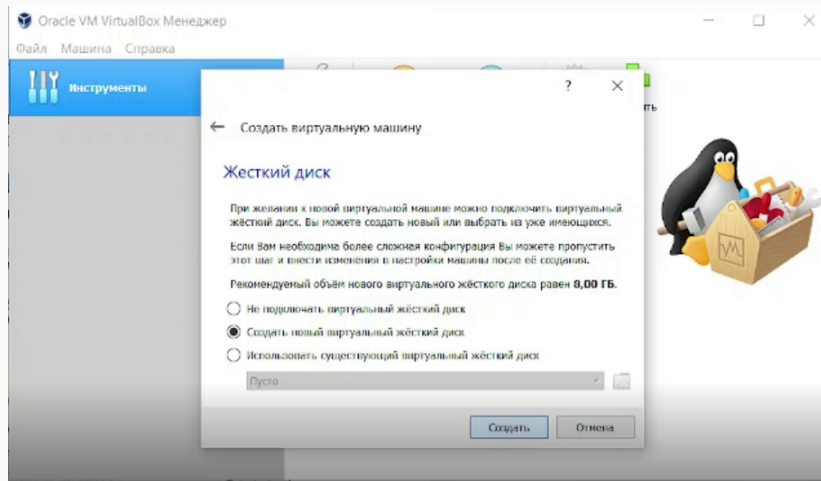 Oracle VM VirtualBox Менеджер
Файл Машина Справка
Инструменты
?
ть
Создать виртуальную машину
Жесткий диск
При желании к новой виртуальной машине можно подключить виртуальный
жёсткий диск. Вы можете создать новый или выбрать из уже имеющихся.
Если Вам необходима более сложная конфигурация Вы можете пропустить
этот шаг и внести изменения в настройки машины после её создания.
Рекомендуемый объём нового виртуального жёсткого диска равен 8,00 ГБ.
Не подключать виртуальный жёсткий диск
Создать новый виртуальный жёсткий диск
Использовать существующий виртуальный жёсткий диск
Пусто
Создать Отмена